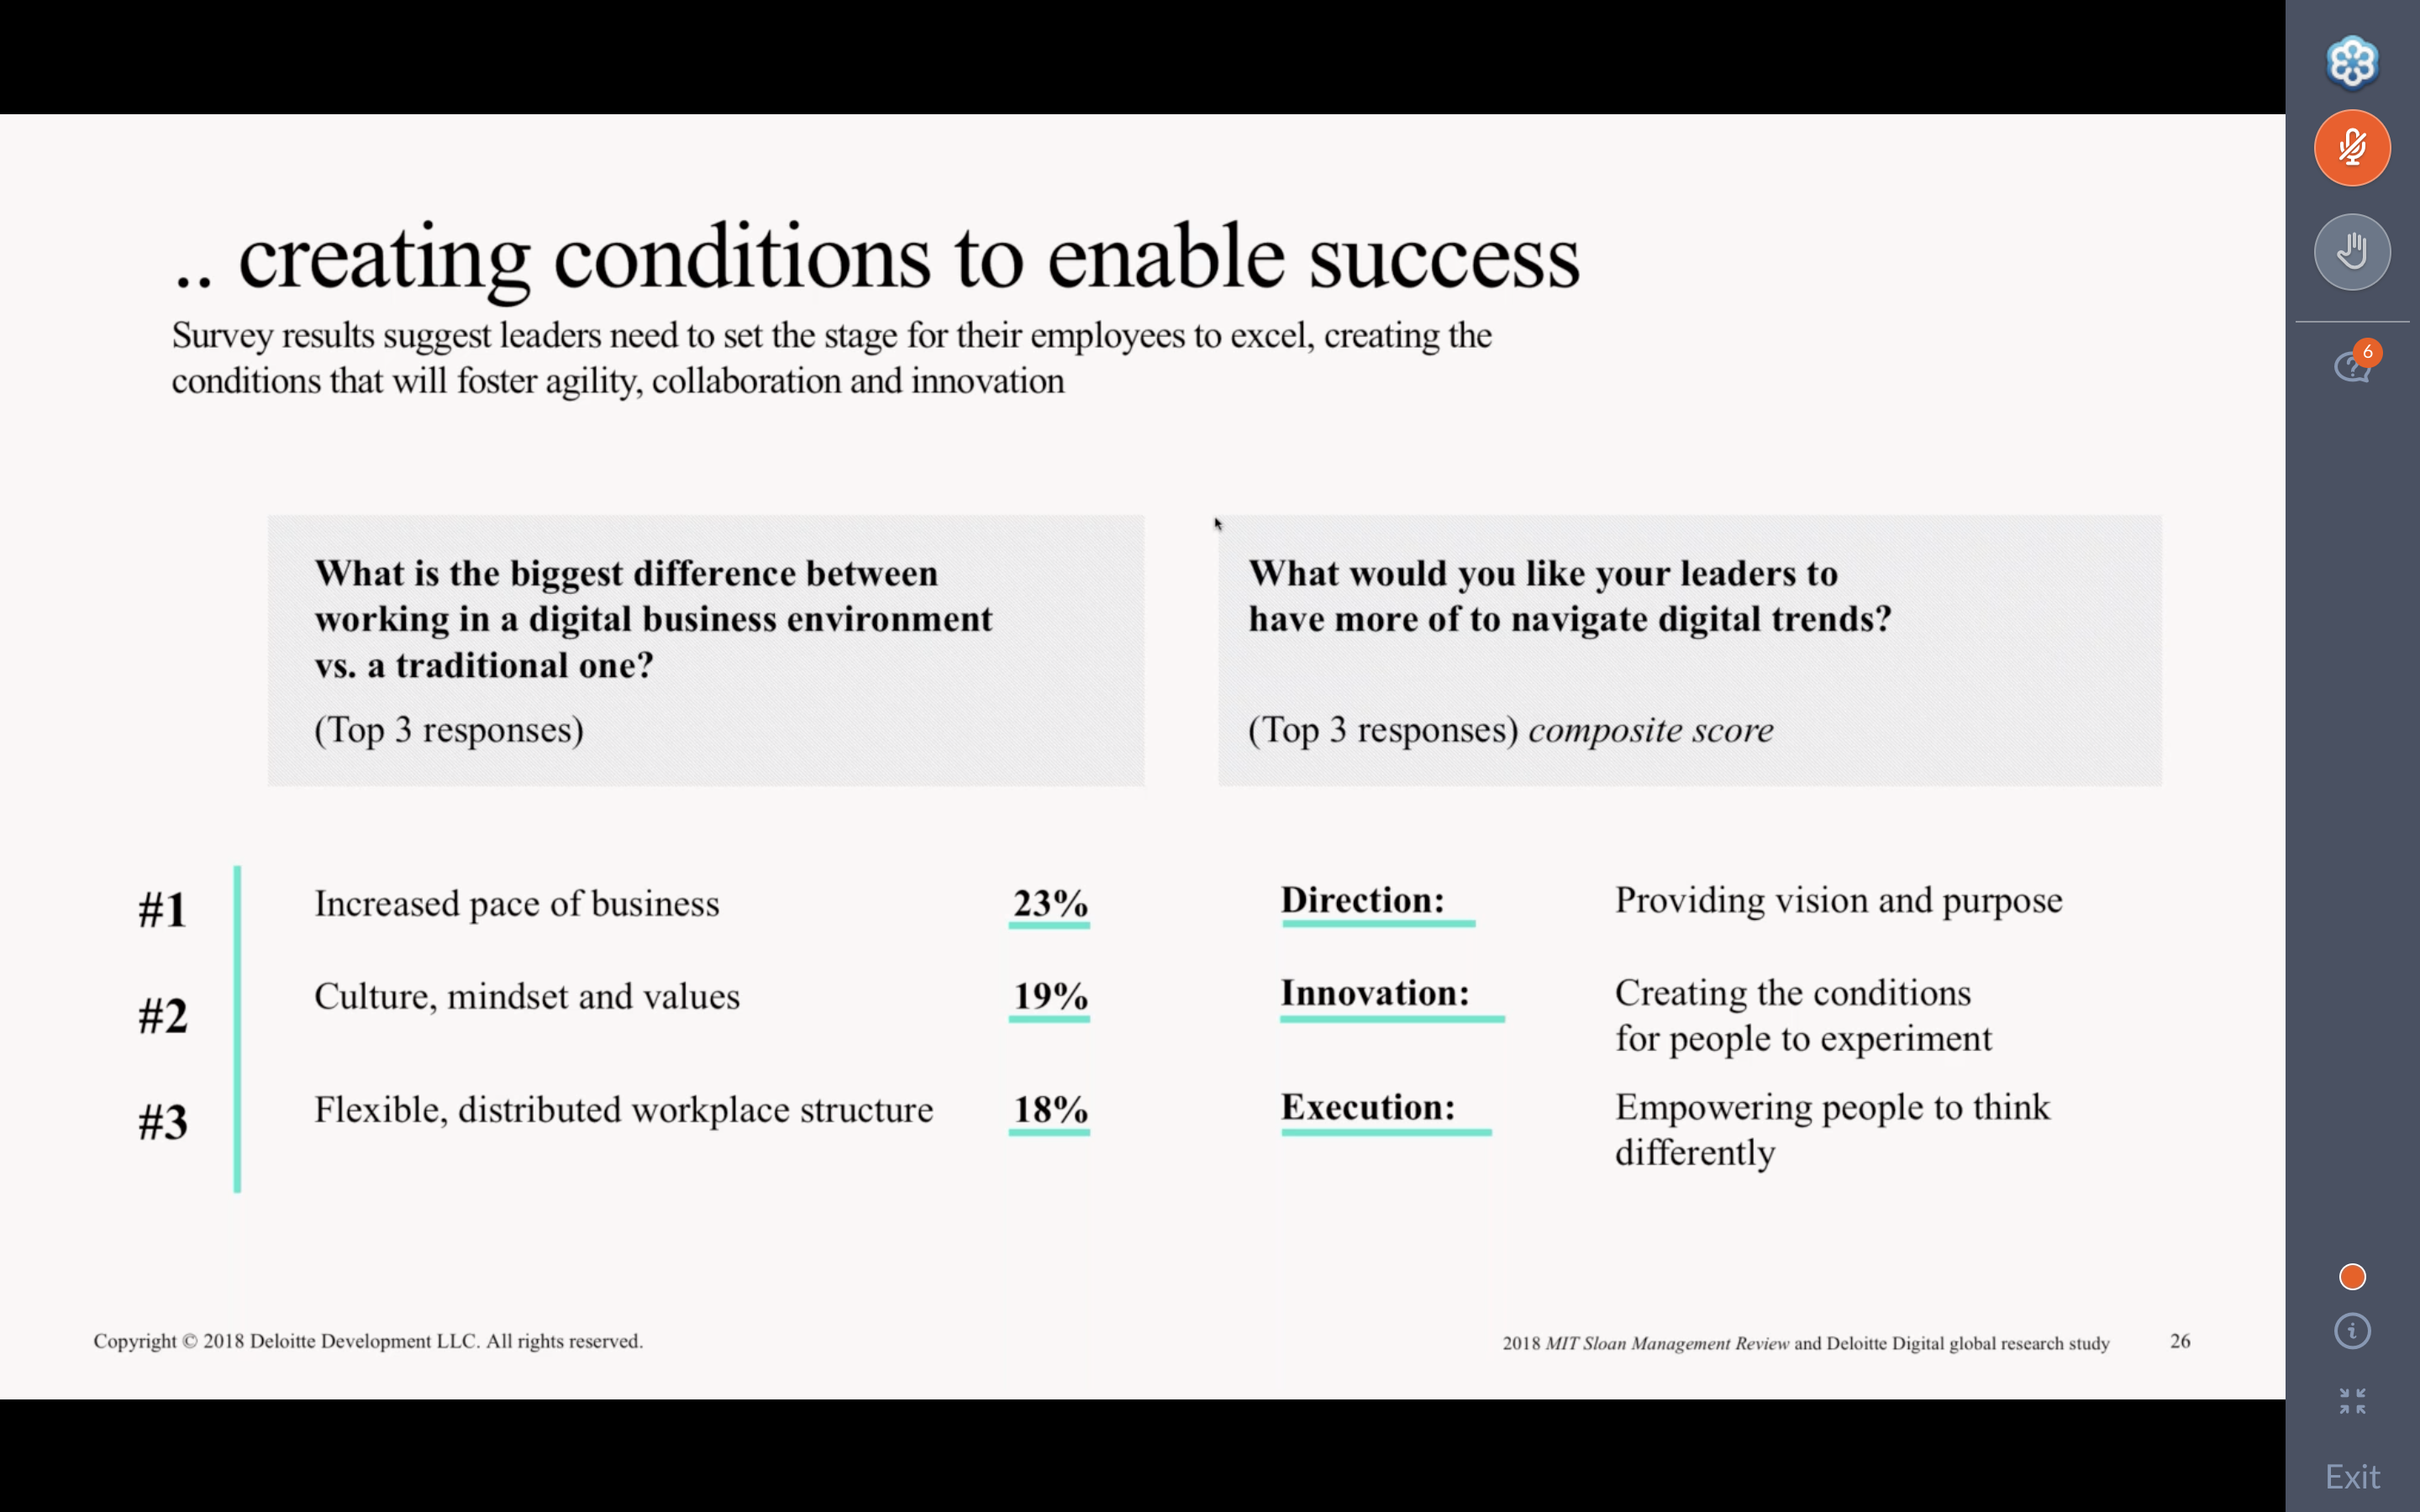 .. creating conditions to enable success
Survey results suggest leaders need to set the stage for their employees to excel, creating the
conditions that will foster agility, collaboration and innovation
What is the biggest difference between
working in a digital business environment
vs. a traditional one?
(Top 3 responses)
What would you like your leaders to
have more of to navigate digital trends?
(Top 3 responses) composite score
#1
Increased pace of business
23%
Direction:
Providing vision and purpose
#2
Culture, mindset and values
19%
Innovation:
Creating the conditions
for people to experiment
#3
Flexible, distributed workplace structure
18%
Execution:
Empowering people to think
differently
Copyright © 2018 Deloitte Development LLC. All rights reserved.
2018 MIT Sloan Management Review and Deloitte Digital global research study
26
6
Exit